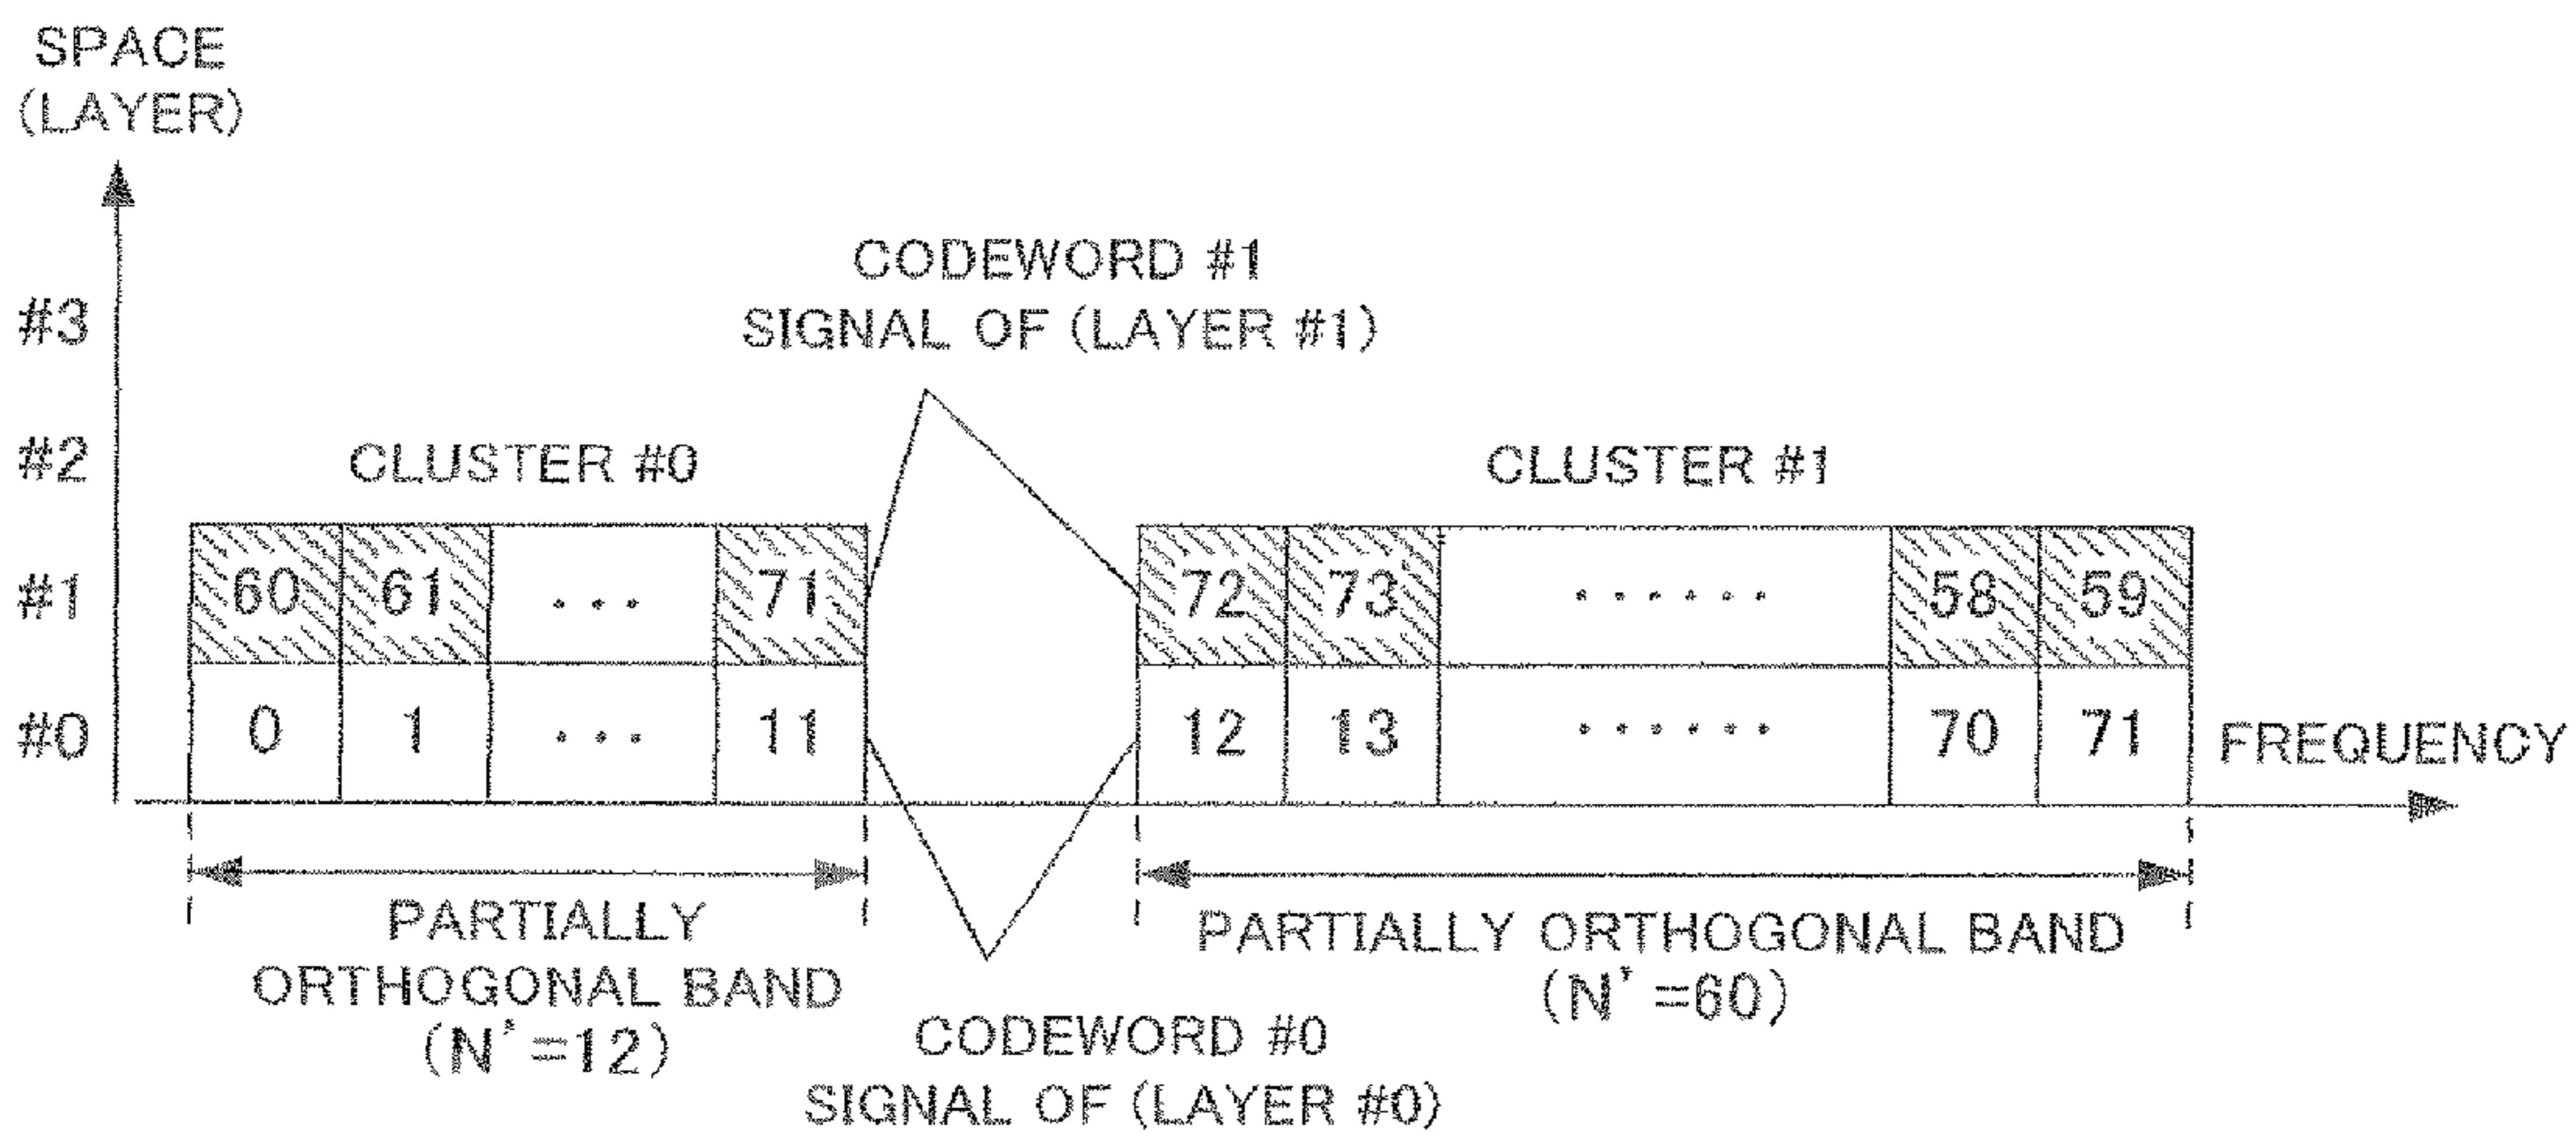 SPACE
(LAYER)
CODEWORD #1
SIGNAL OF (LAYER #1)
#3
#2
CLUSTER #0
CLUSTER #1
#1
60 61 ... 71
72 73 ...... 58 59
#0
0 1 ... 11
12 13 ...... 70 71
FREQUENCY
PARTIALLY
ORTHOGONAL BAND
(N'=12)
PARTIALLY ORTHOGONAL BAND
(N'=60)
CODEWORD #0
SIGNAL OF (LAYER #0)